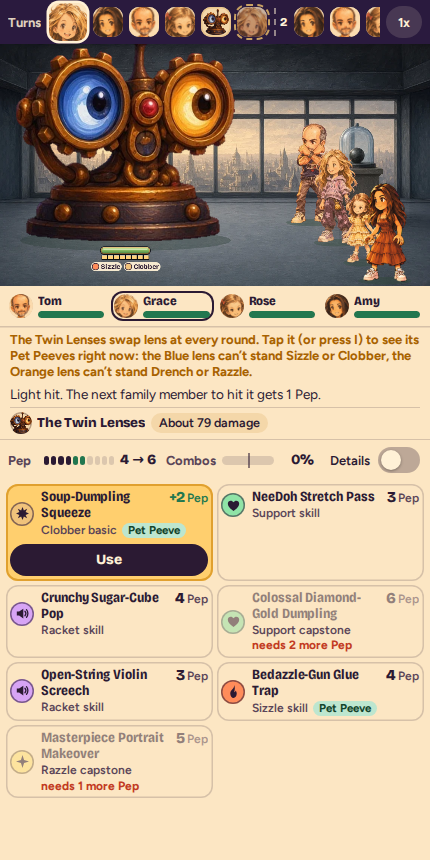 Turns
2
1x
Sizzle
Clobber
Tom
Grace
Rose
Amy
The Twin Lenses swap lens at every round. Tap it (or press I) to see its
Pet Peeves right now: the Blue lens can't stand Sizzle or Clobber, the
Orange lens can't stand Drench or Razzle.
Light hit. The next family member to hit it gets 1 Pep.
The Twin Lenses About 79 damage
Pep 4 → 6 Combos 0% Details
Soup-Dumpling
Squeeze
+2 Pep
Clobber basic Pet Peeve
Use
NeeDoh Stretch Pass 3 Pep
Support skill
Crunchy Sugar-Cube
Pop
4 Pep
Racket skill
Colossal Diamond-
Gold Dumpling
6 Pep
Support capstone
needs 2 more Pep
Open-String Violin
Screech
3 Pep
Racket skill
Bedazzle-Gun Glue
Trap
4 Pep
Sizzle skill Pet Peeve
Masterpiece Portrait
Makeover
5 Pep
Razzle capstone
needs 1 more Pep